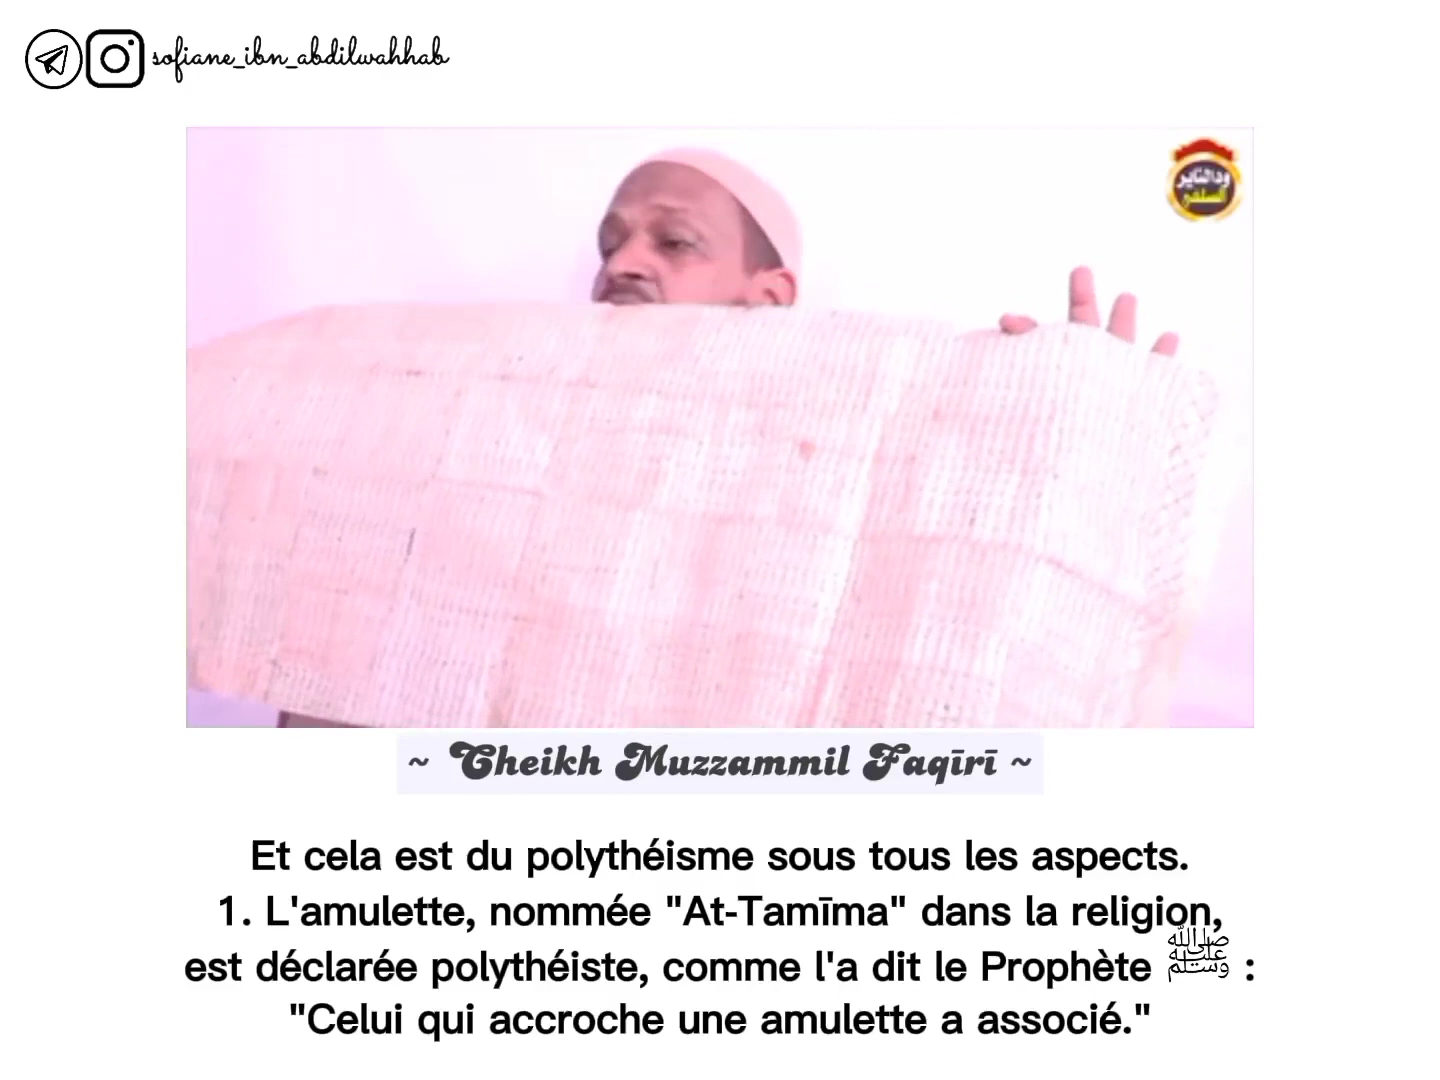 sofiane_ibn_abdilwahhab
ودالناير
السلفي
~ Cheikh Muzzammil Faqīrī ~
Et cela est du polythéisme sous tous les aspects.
1. L'amulette, nommée "At-Tamīma" dans la religion,
est déclarée polythéiste, comme l'a dit le Prophète ﷺ :
"Celui qui accroche une amulette a associé."